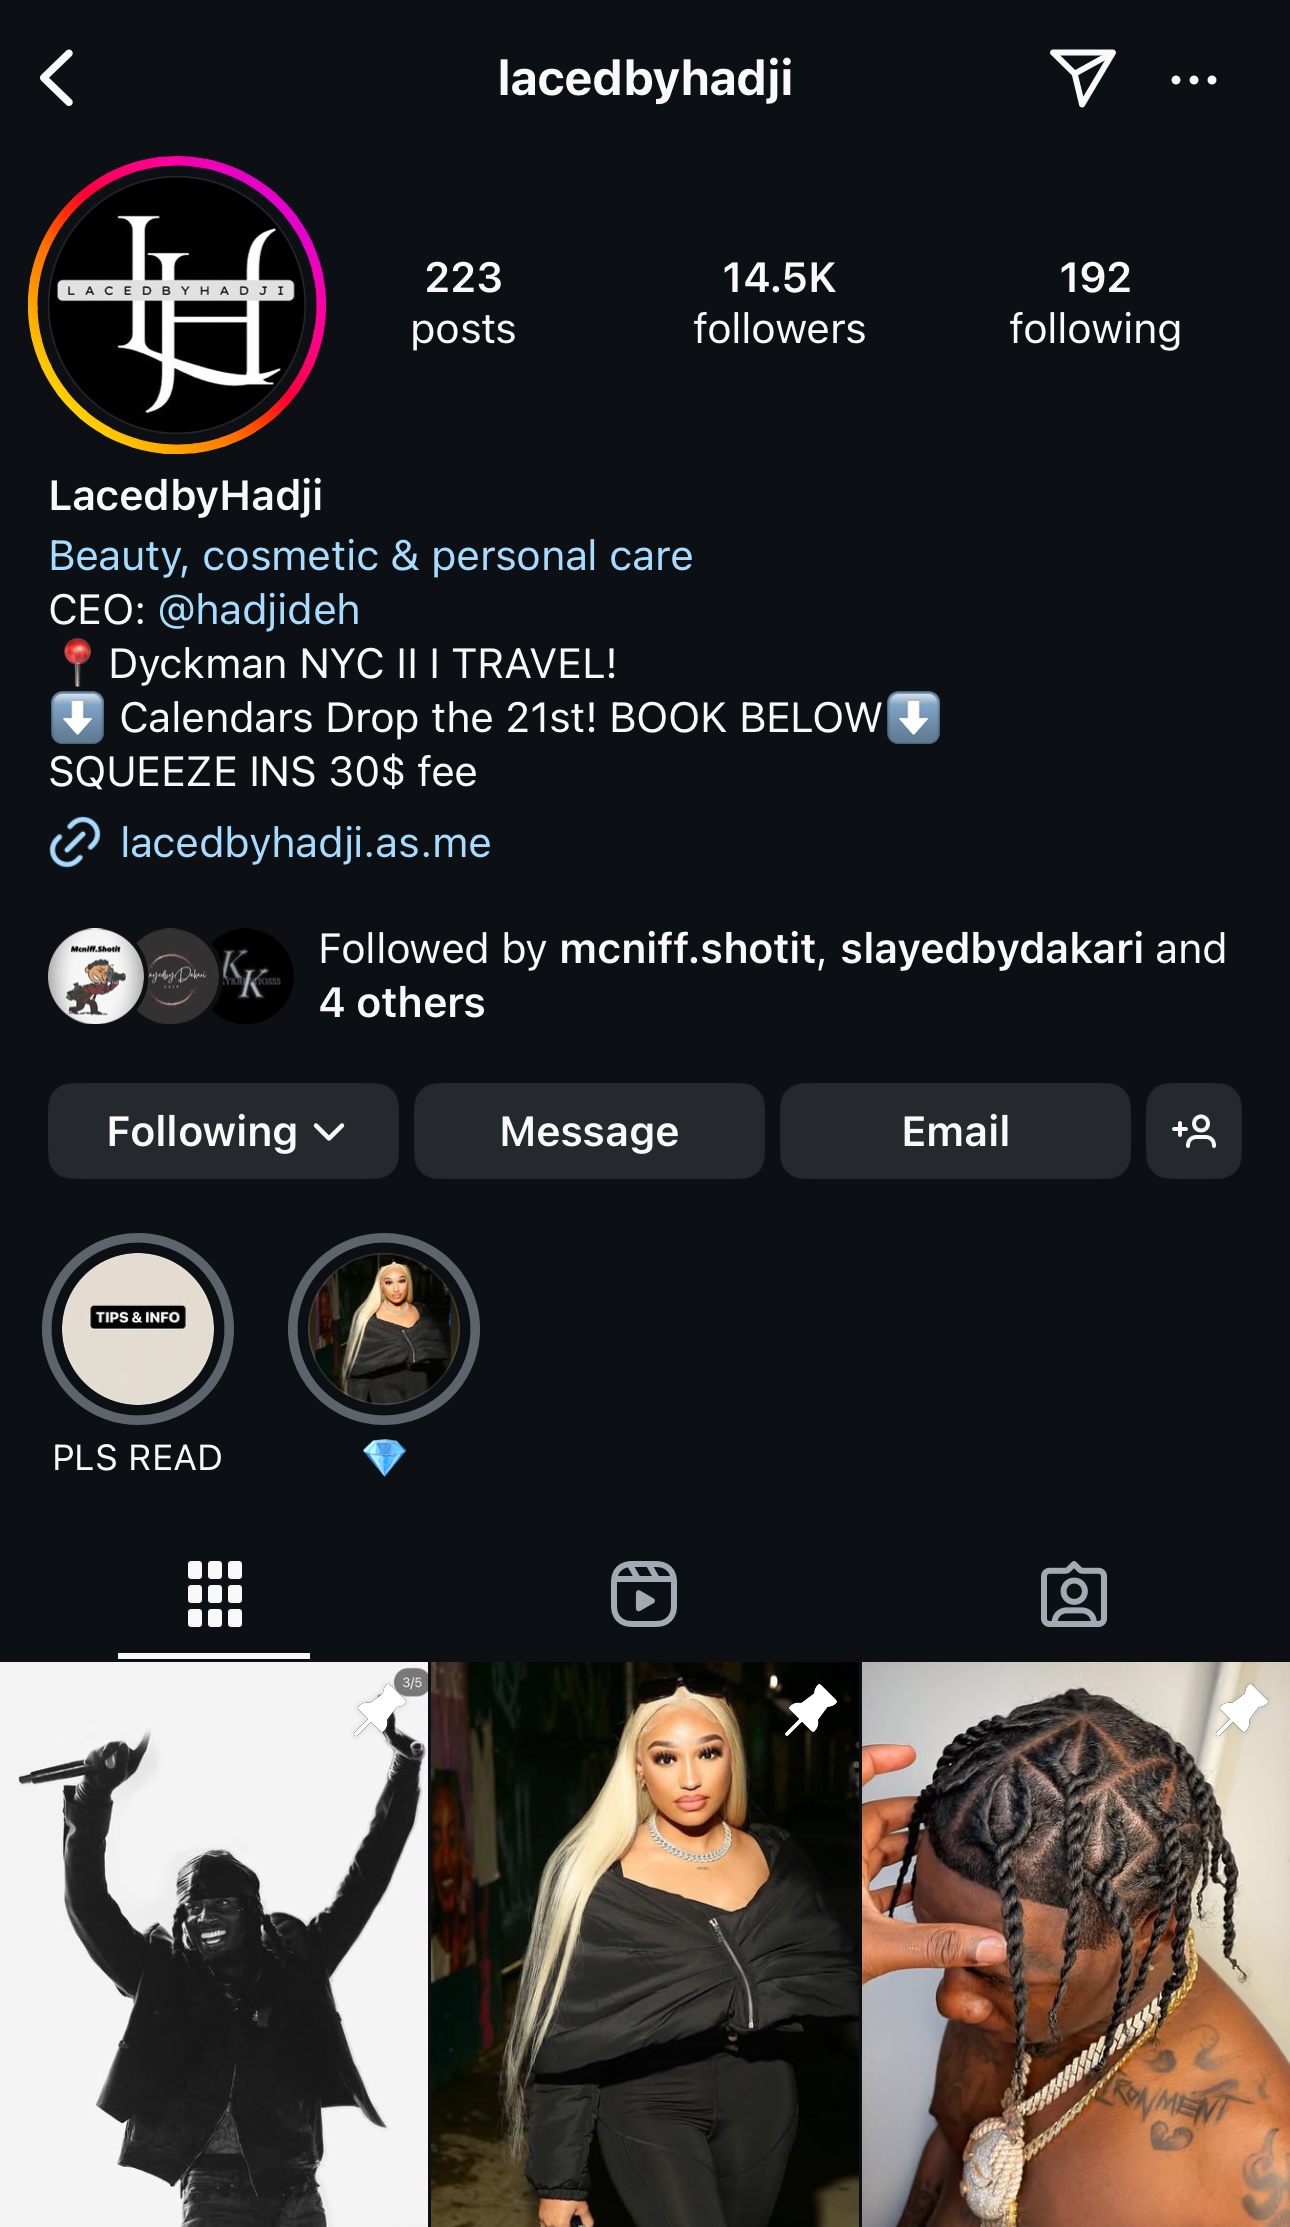 lacedbyhadji
LACEDBYHADJI
223
posts
14.5K
followers
192
following
LacedbyHadji
Beauty, cosmetic & personal care
CEO: @hadjideh
📍Dyckman NYC II I TRAVEL!
⬇️ Calendars Drop the 21st! BOOK BELOW⬇️
SQUEEZE INS 30$ fee
lacedbyhadji.as.me
Mcniff.Shotit
Followed by mcniff.shotit, slayedbydakari and
4 others
Following
Message
Email
TIPS & INFO
PLS READ
💎
3/5